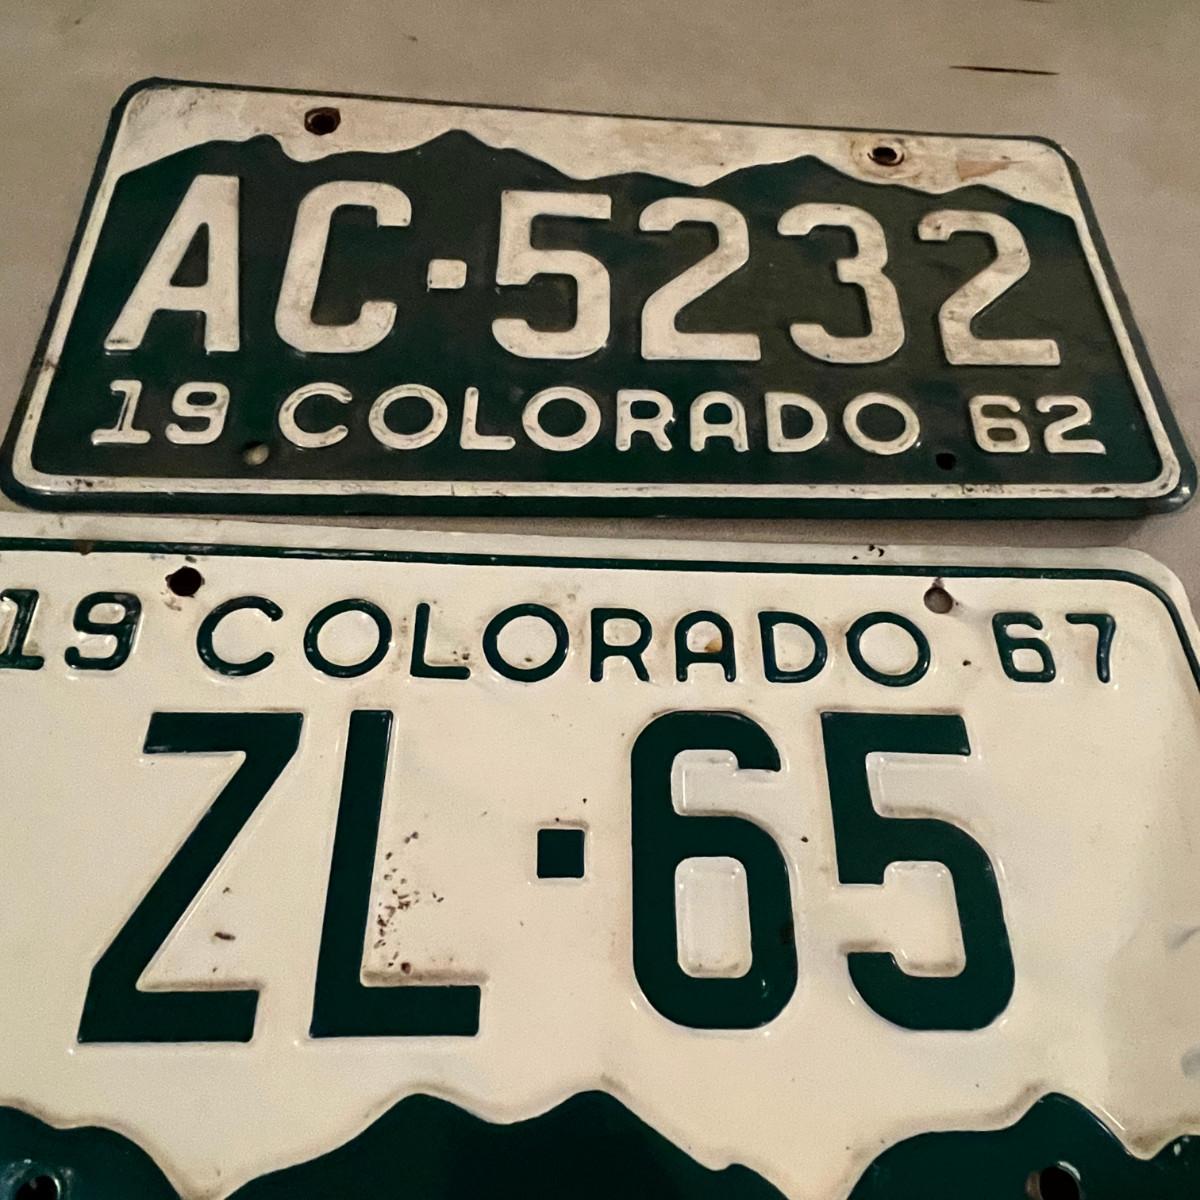 AC·5232
19 COLORADO 62
19 COLORADO 67
ZL·65